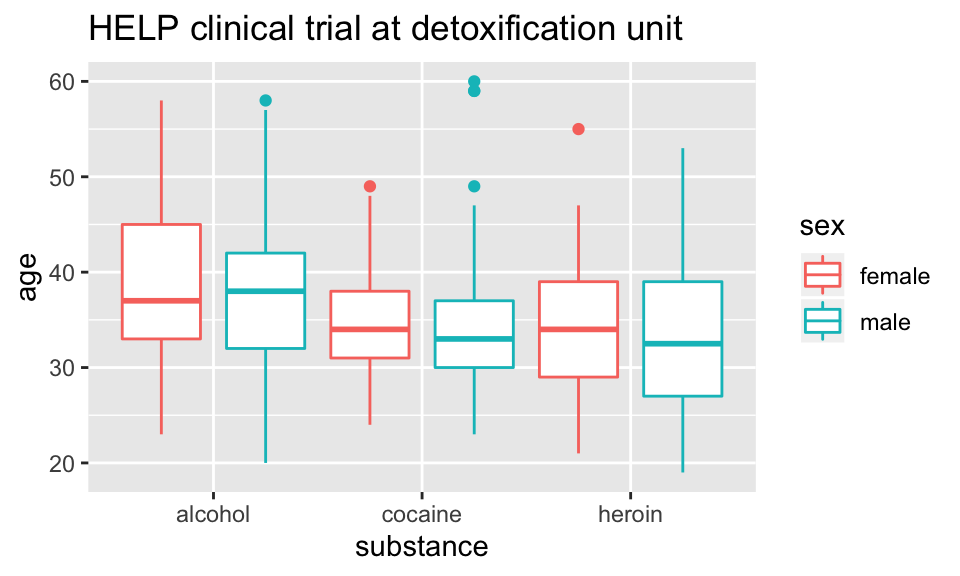 HELP clinical trial at detoxification unit
60
50
40
30
20
age
alcohol cocaine heroin
substance
sex
female
male